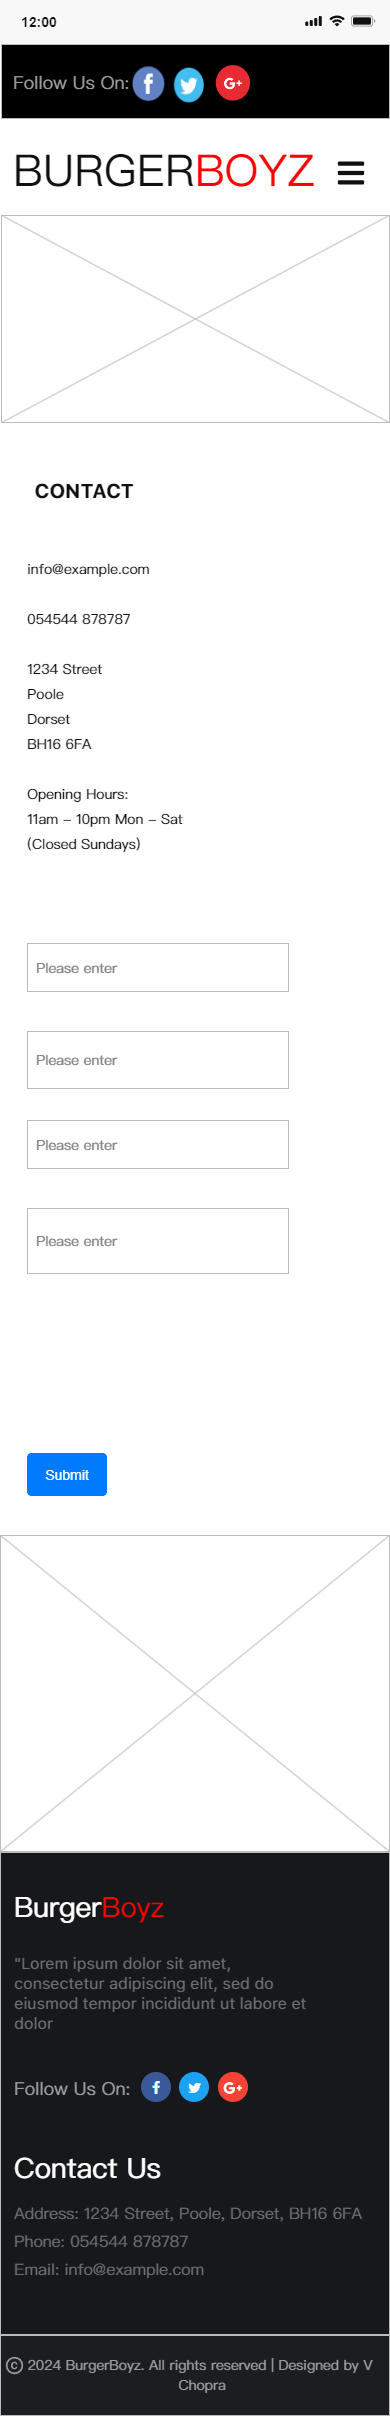 12:00
Follow Us On:
BURGERBOYZ
CONTACT
info@example.com
054544 878787
1234 Street
Poole
Dorset
BH16 6FA
Opening Hours:
11am – 10pm Mon – Sat
(Closed Sundays)
Please enter
Please enter
Please enter
Please enter
Submit
BurgerBoyz
"Lorem ipsum dolor sit amet,
consectetur adipiscing elit, sed do
eiusmod tempor incididunt ut labore et
dolor
Follow Us On:
Contact Us
Address: 1234 Street, Poole, Dorset, BH16 6FA
Phone: 054544 878787
Email: info@example.com
© 2024 BurgerBoyz. All rights reserved | Designed by V
Chopra